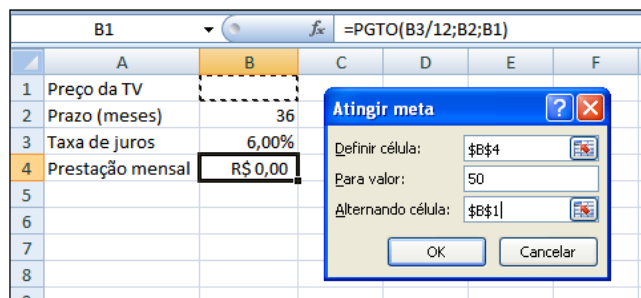 B1 fx =PGTO(B3/12;B2;B1)
A B C D E F
1 Preço da TV
2 Prazo (meses) 36
3 Taxa de juros 6,00%
4 Prestação mensal R$ 0,00
5
6
7
8
Atingir meta ? X
Definir célula: $B$4
Para valor: 50
Alternando célula: $B$1
OK Cancelar